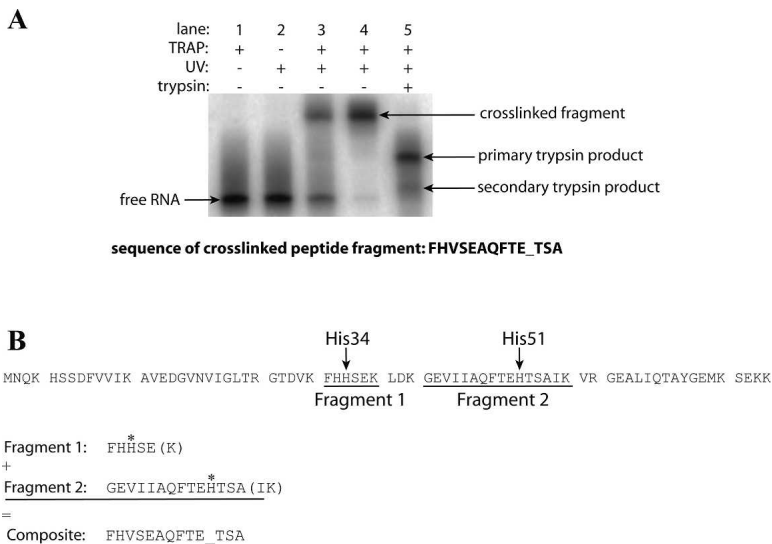 A
lane: 1 2 3 4 5
TRAP: + - + + +
UV: - + + + +
trypsin: - - - - +
crosslinked fragment
primary trypsin product
secondary trypsin product
free RNA
sequence of crosslinked peptide fragment: FHVSEAQFTE_TSA
B
His34 His51
MNQK HSSDFVVIK AVEDGVNVIGLTR GTDVK FHHSEK LDK GEVIIAQFTEHTSAIK VR GEALIQTAYGEMK SEKK
Fragment 1 Fragment 2
*
Fragment 1: FHHSE(K)
+
*
Fragment 2: GEVIIAQFTEHTSA(IK)
=
Composite: FHVSEAQFTE_TSA